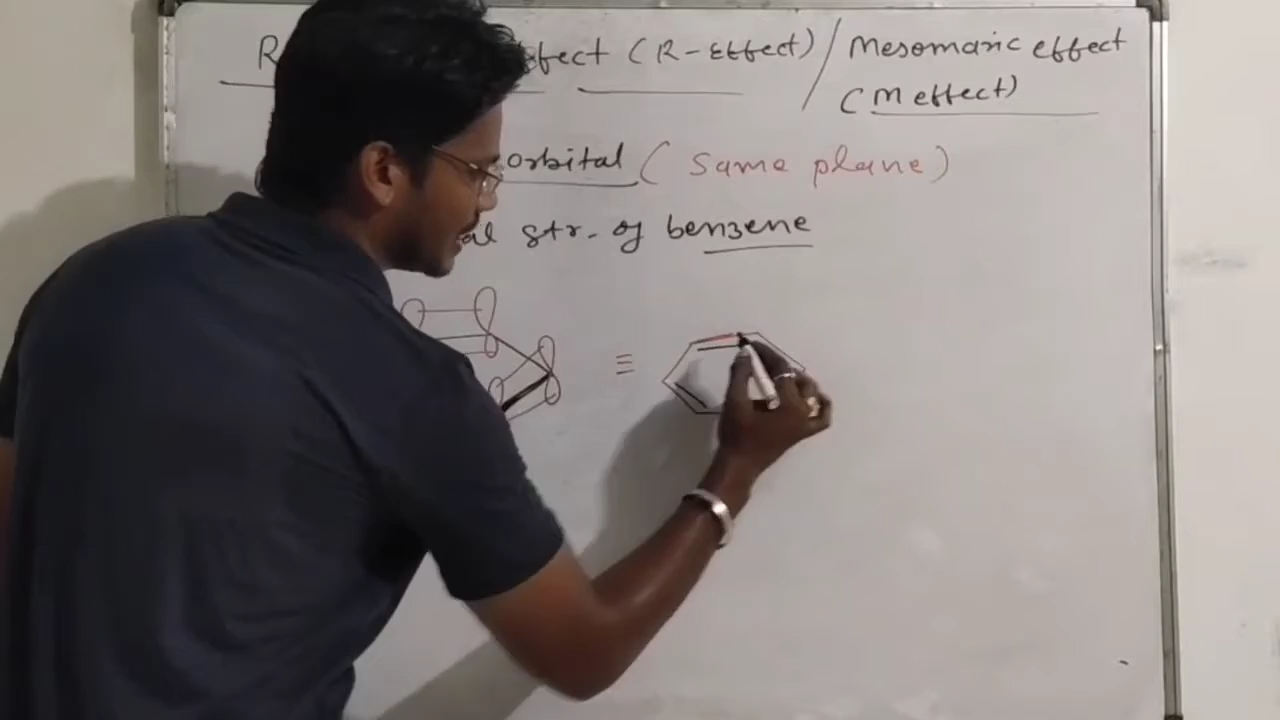 effect (R-Effect) / Mesomaric effect
(M effect)
orbital (Same plane)
str. of benzene
≡